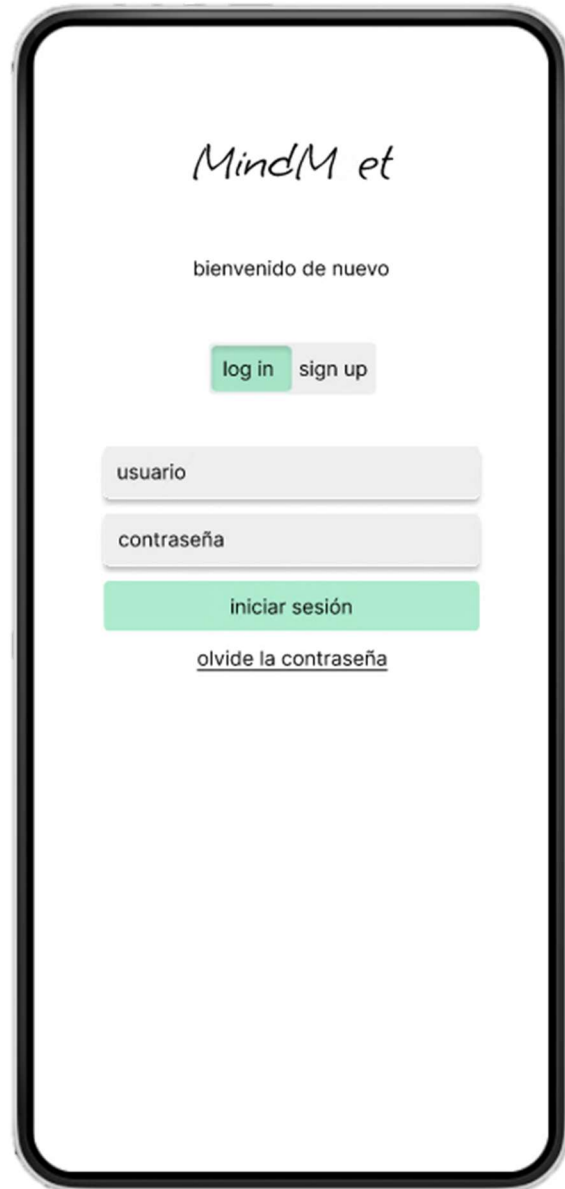 MindM et
bienvenido de nuevo
log in sign up
usuario
contraseña
iniciar sesión
olvide la contraseña